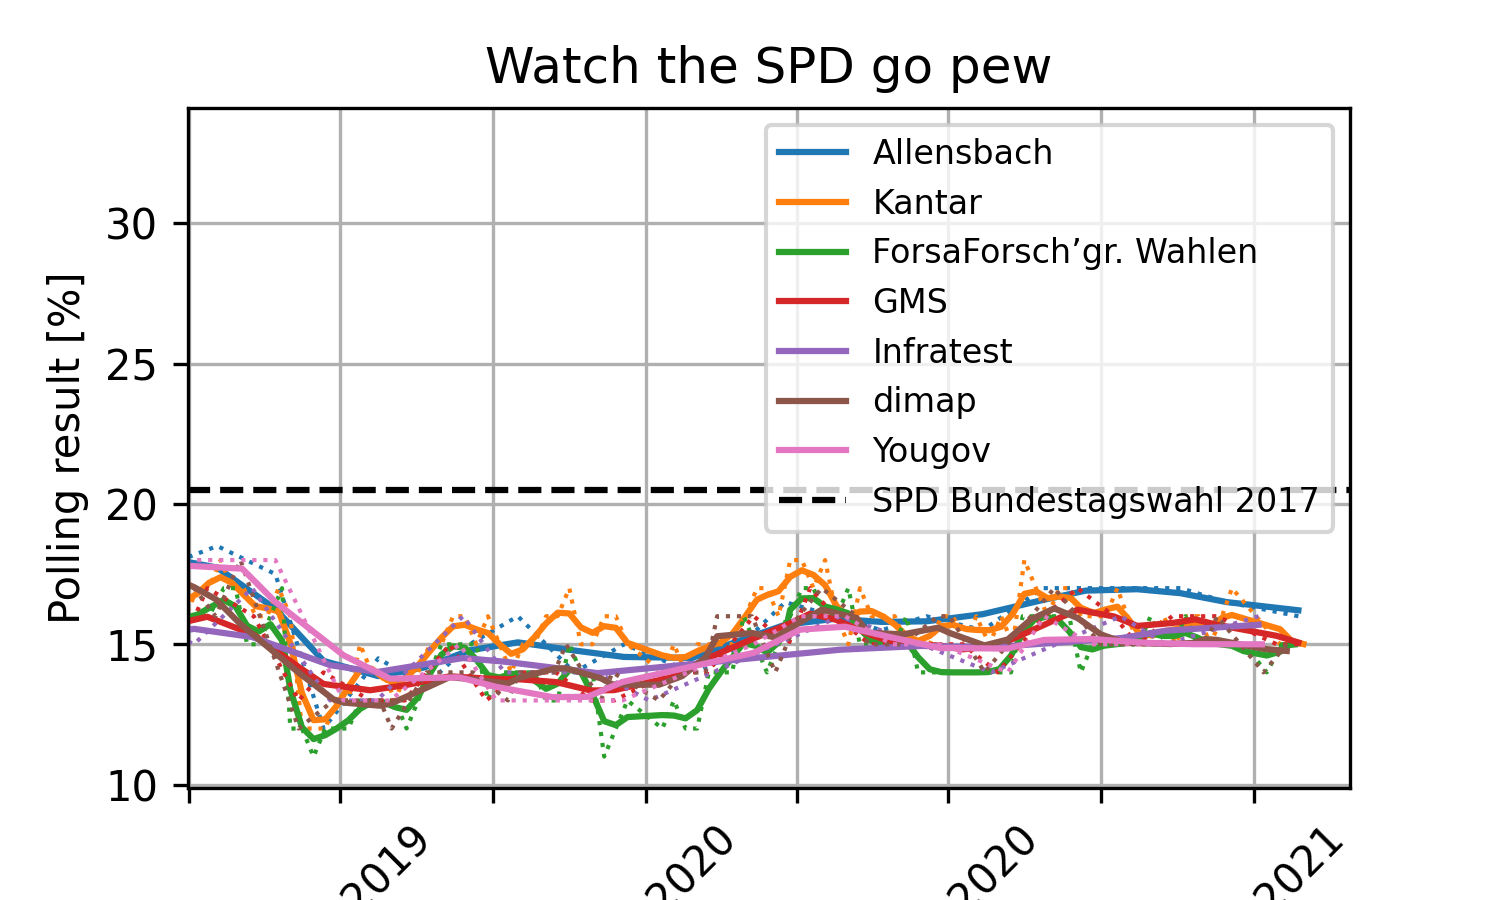 Watch the SPD go pew
Allensbach
Kantar
ForsaForsch’gr. Wahlen
GMS
Infratest
dimap
Yougov
SPD Bundestagswahl 2017
Polling result [%]
30
25
20
15
10
2019
2020
2020
2021